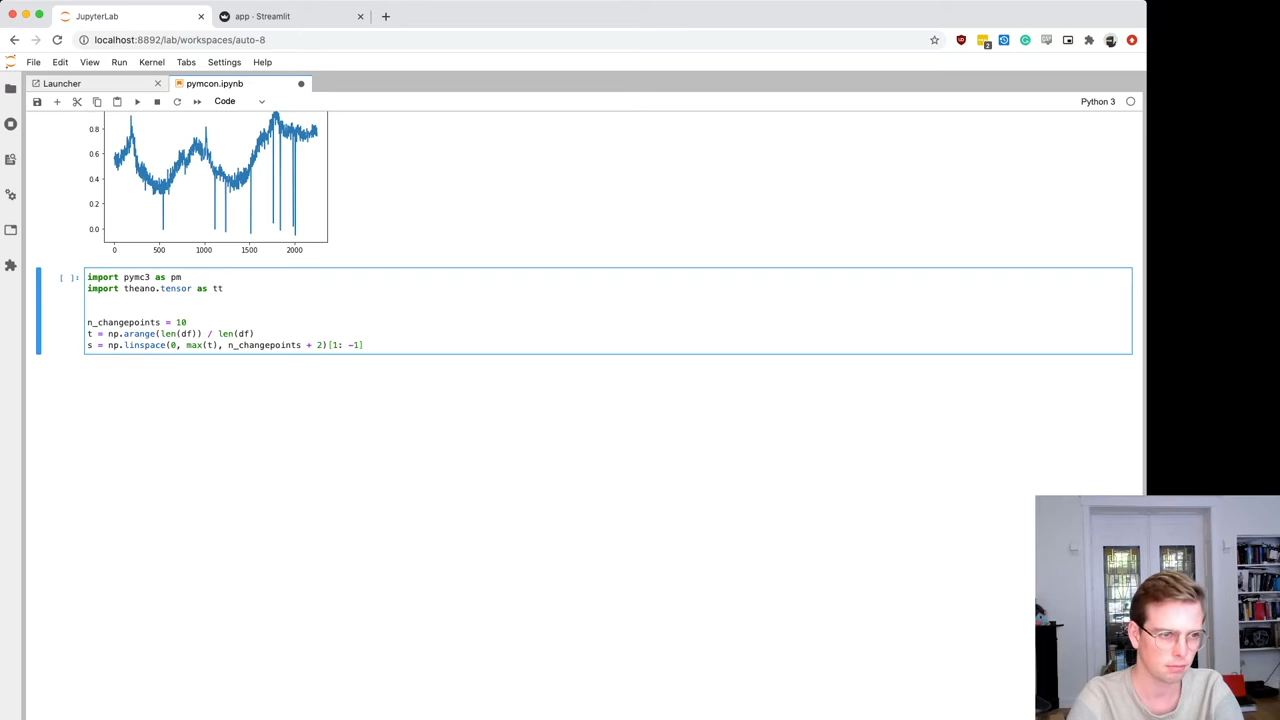 JupyterLab
app · Streamlit
localhost:8892/lab/workspaces/auto-8
2
File Edit View Run Kernel Tabs Settings Help
Launcher
pymcon.ipynb
Code
Python 3
0.8
0.6
0.4
0.2
0.0
0 500 1000 1500 2000
[ ]:
import pymc3 as pm
import theano.tensor as tt
n_changepoints = 10
t = np.arange(len(df)) / len(df)
s = np.linspace(0, max(t), n_changepoints + 2)[1: -1]